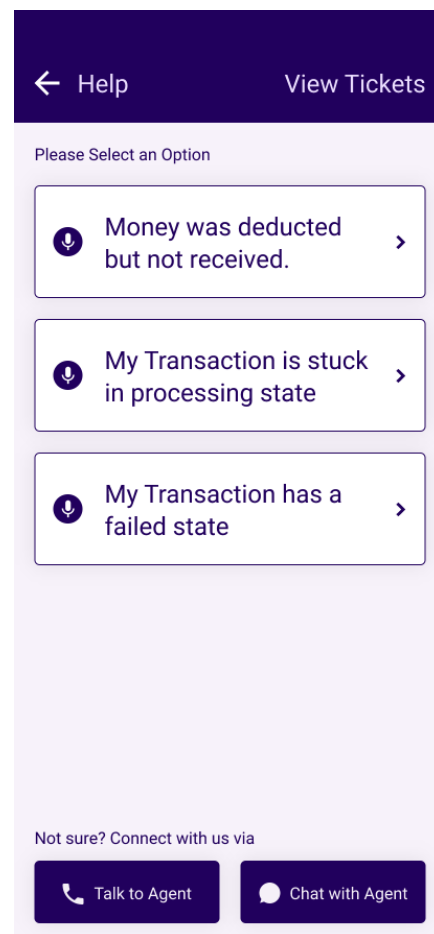 Help
View Tickets
Please Select an Option
Money was deducted
but not received.
My Transaction is stuck
in processing state
My Transaction has a
failed state
Not sure? Connect with us via
Talk to Agent
Chat with Agent